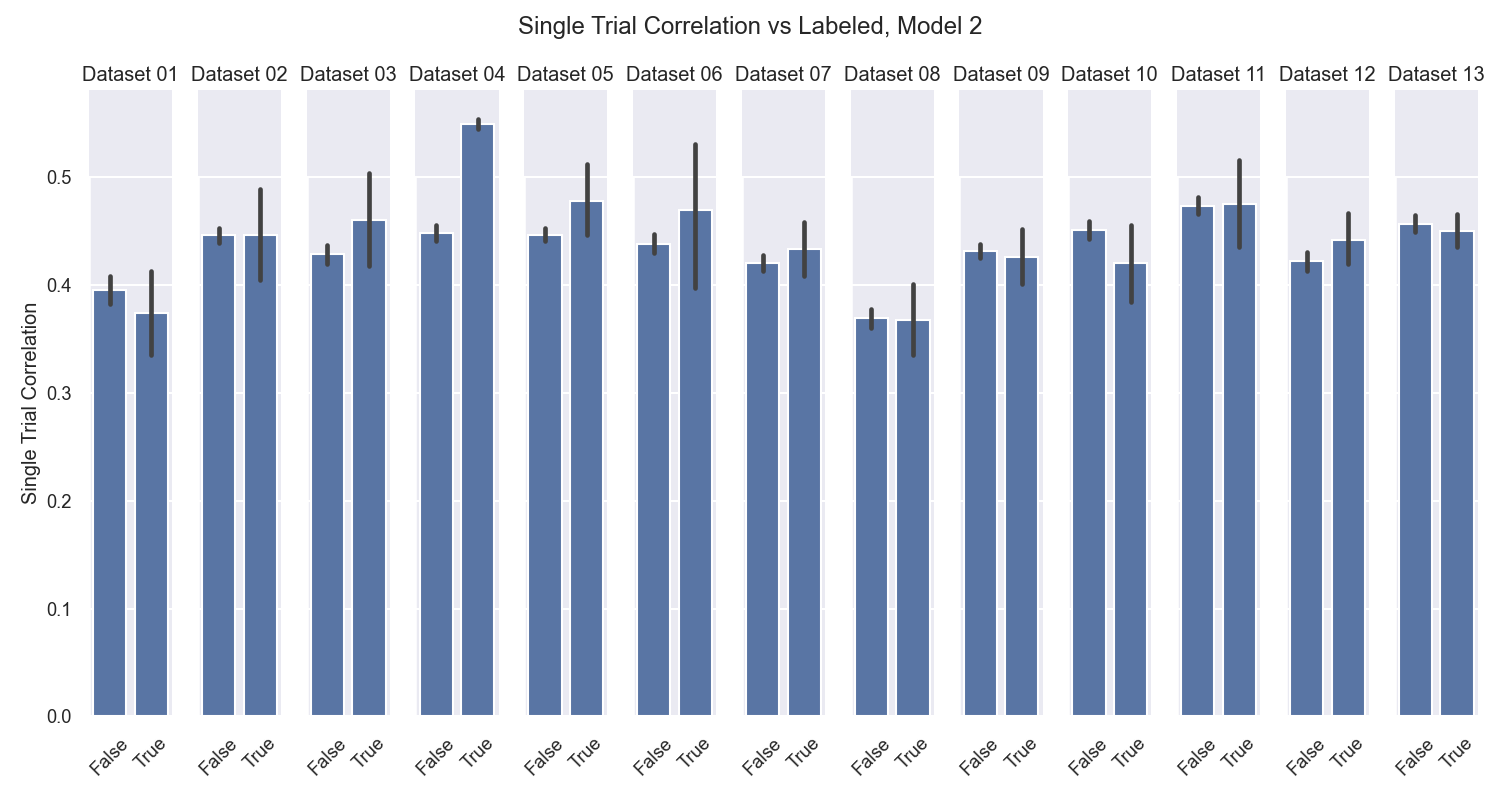 Single Trial Correlation vs Labeled, Model 2
Dataset 01
Dataset 02
Dataset 03
Dataset 04
Dataset 05
Dataset 06
Dataset 07
Dataset 08
Dataset 09
Dataset 10
Dataset 11
Dataset 12
Dataset 13
Single Trial Correlation
0.5
0.4
0.3
0.2
0.1
0.0
False
True
False
True
False
True
False
True
False
True
False
True
False
True
False
True
False
True
False
True
False
True
False
True
False
True